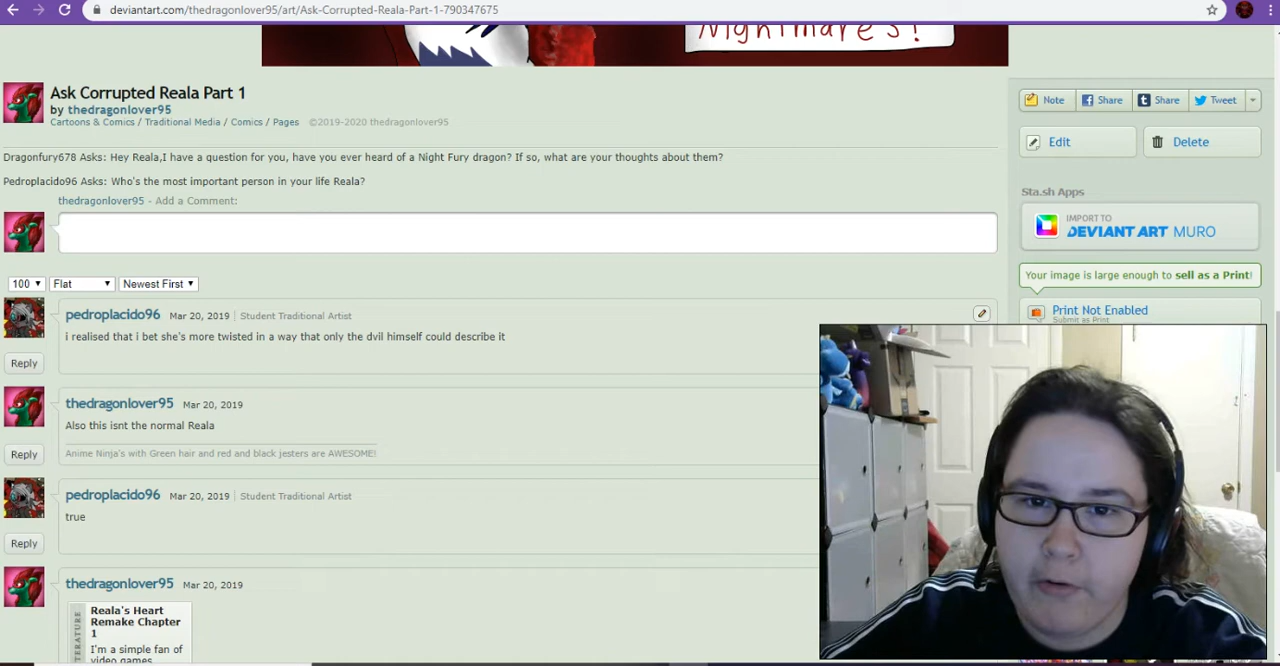 deviantart.com/thedragonlover95/art/Ask-Corrupted-Reala-Part-1-790347675
Nightmares!
Ask Corrupted Reala Part 1
by thedragonlover95
Cartoons & Comics / Traditional Media / Comics / Pages ©2019-2020 thedragonlover95
Note Share Share Tweet
Edit Delete
Dragonfury678 Asks: Hey Reala,I have a question for you, have you ever heard of a Night Fury dragon? If so, what are your thoughts about them?
Pedroplacido96 Asks: Who's the most important person in your life Reala?
Sta.sh Apps
thedragonlover95 - Add a Comment:
IMPORT TO
DEVIANT ART MURO
Your image is large enough to sell as a Print!
100 Flat Newest First
Print Not Enabled
Submit as Print
pedroplacido96 Mar 20, 2019 Student Traditional Artist
i realised that i bet she's more twisted in a way that only the dvil himself could describe it
Reply
thedragonlover95 Mar 20, 2019
Also this isnt the normal Reala
Anime Ninja's with Green hair and red and black jesters are AWESOME!
Reply
pedroplacido96 Mar 20, 2019 Student Traditional Artist
true
Reply
thedragonlover95 Mar 20, 2019
LITERATURE
Reala's Heart
Remake Chapter
1
I'm a simple fan of
video games